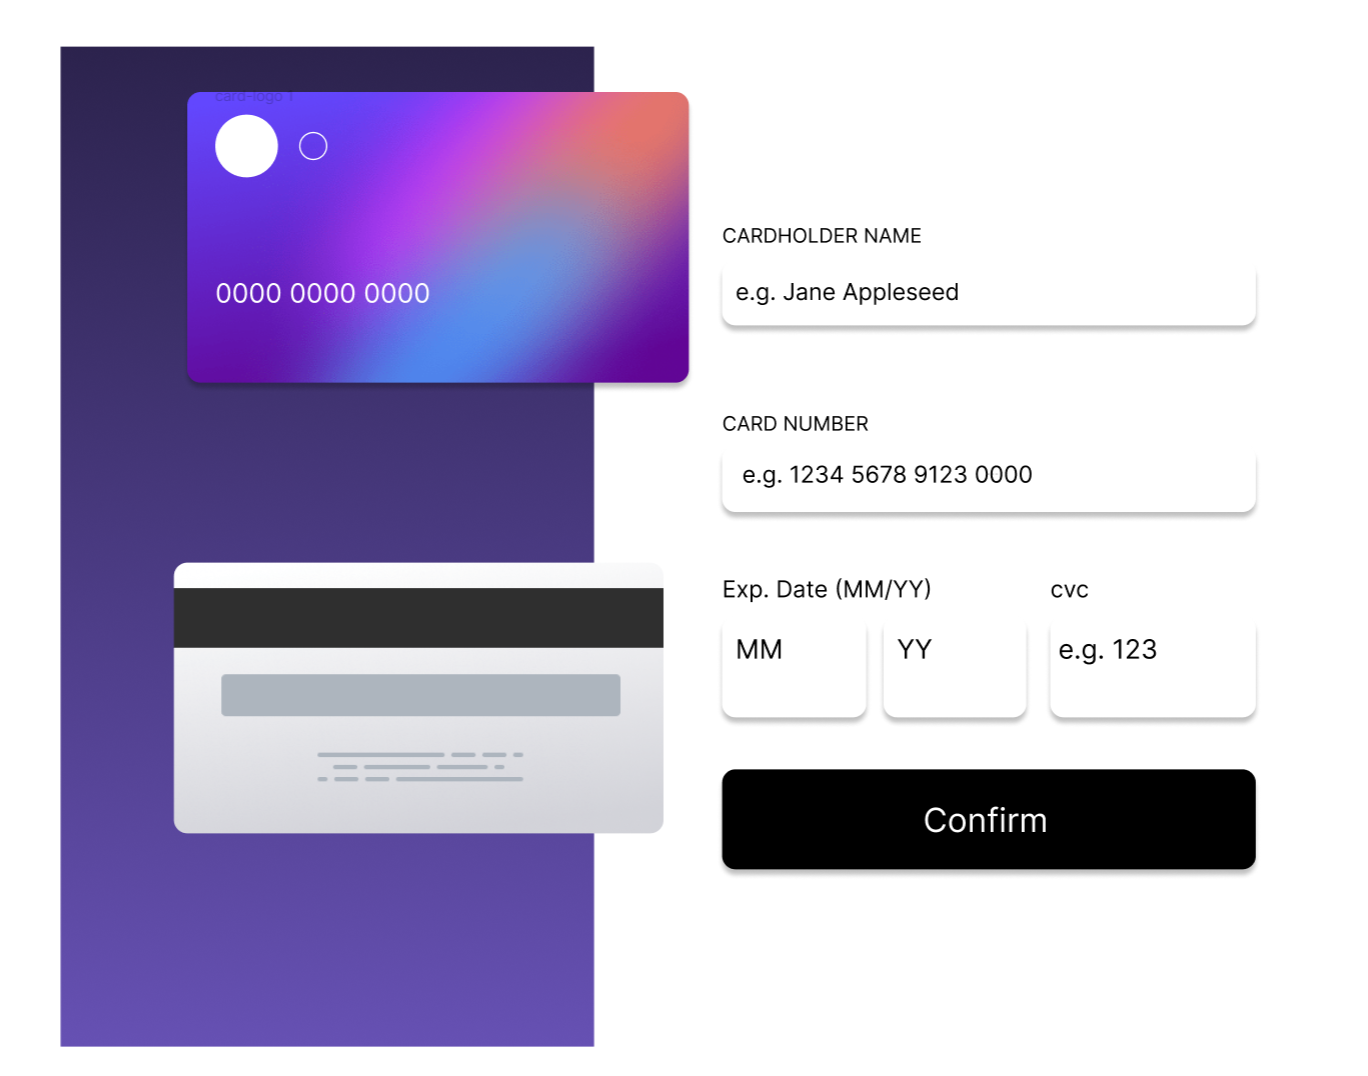 card-logo 1
0000 0000 0000
CARDHOLDER NAME
e.g. Jane Appleseed
CARD NUMBER
e.g. 1234 5678 9123 0000
Exp. Date (MM/YY)
cvc
MM
YY
e.g. 123
Confirm